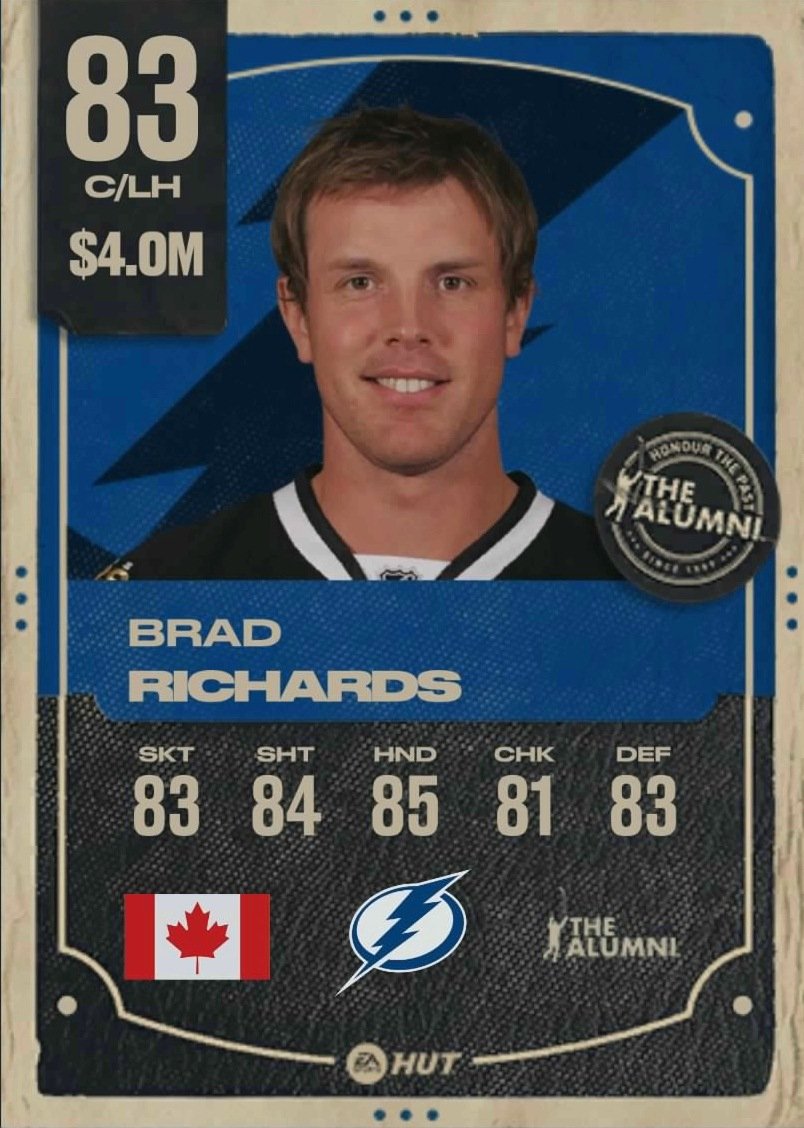 83
C/LH
$4.0M
HONOUR THE PAST
THE
ALUMNI
BRAD
RICHARDS
SKT SHT HND CHK DEF
83 84 85 81 83
THE
ALUMNI
EA
HUT